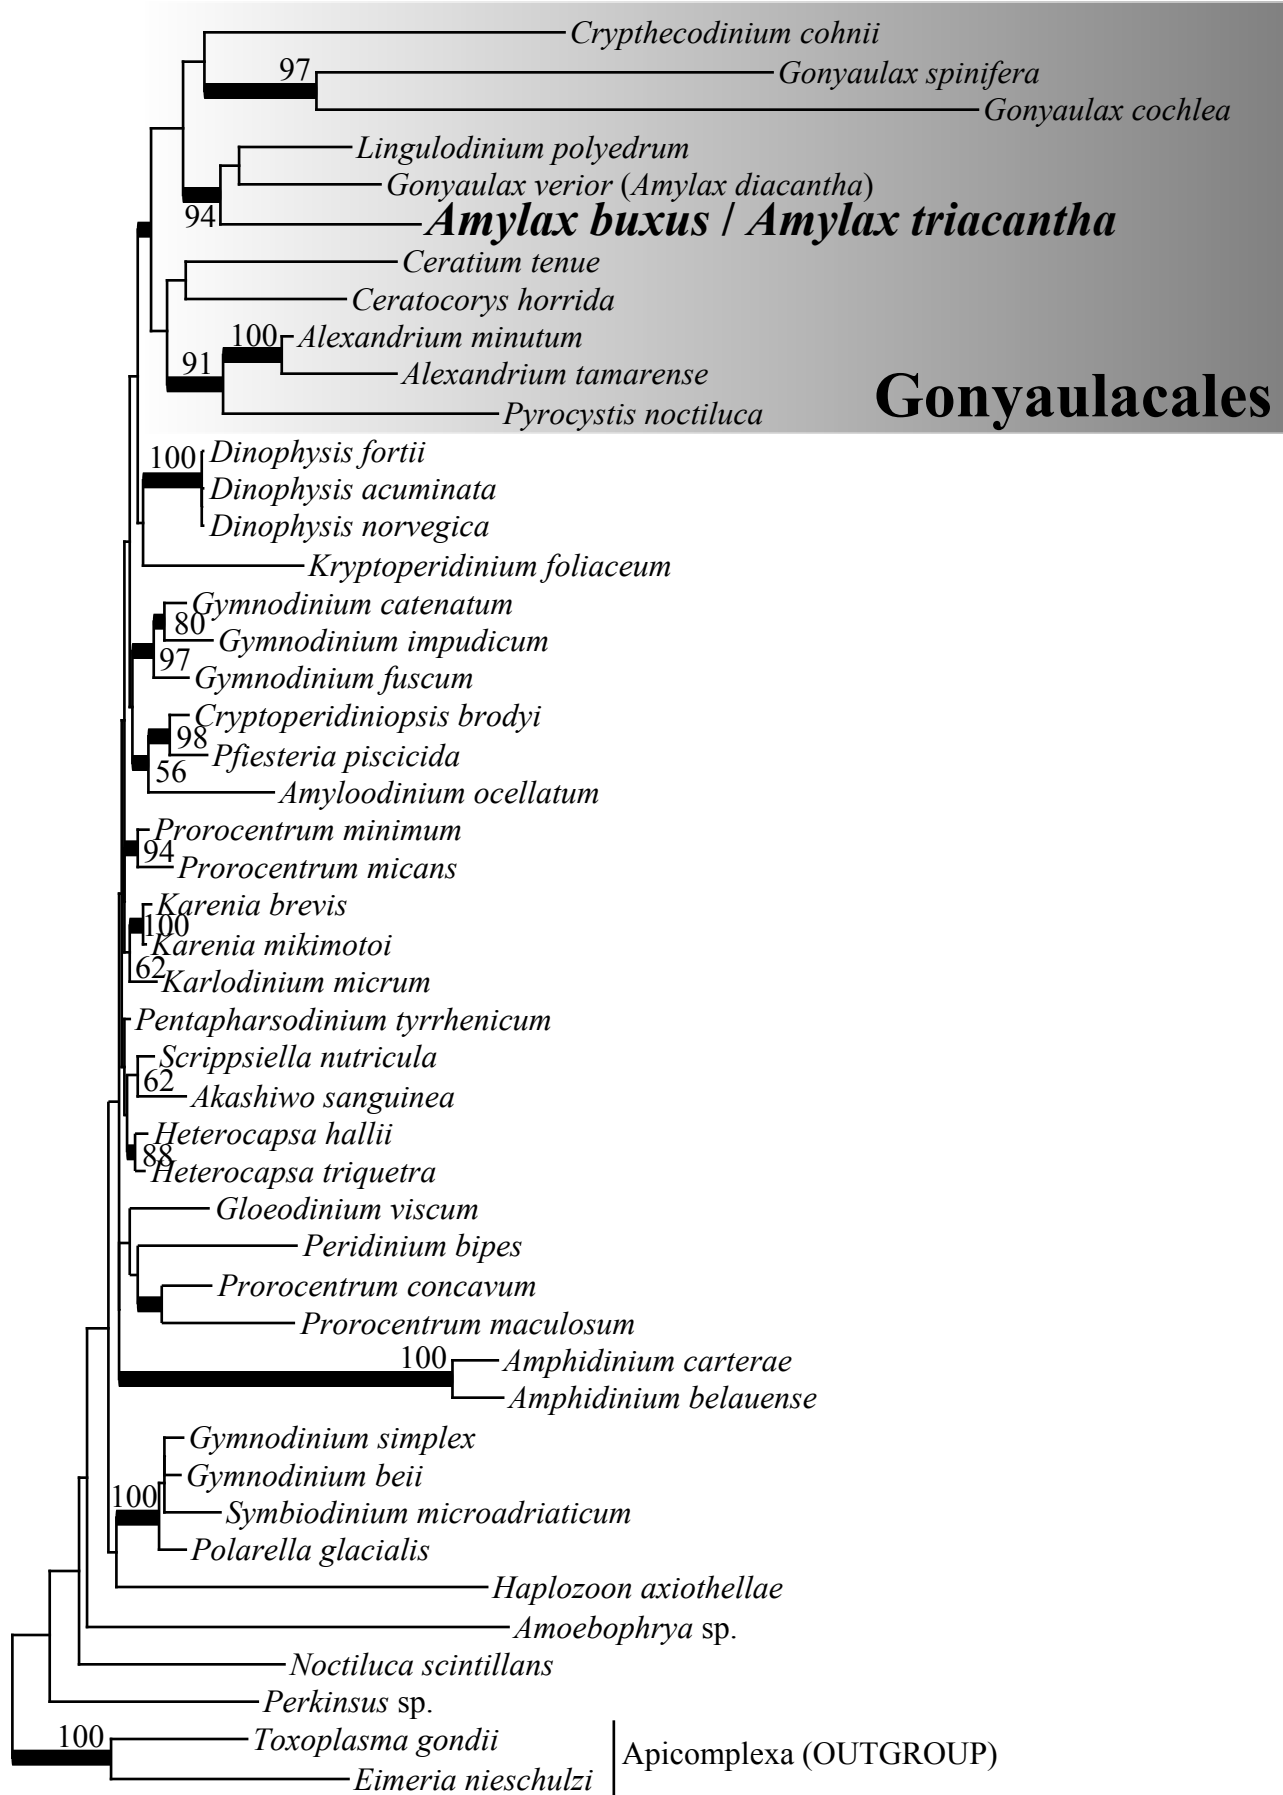 Crypthecodinium cohnii
97
Gonyaulax spinifera
Gonyaulax cochlea
Lingulodinium polyedrum
Gonyaulax verior (Amylax diacantha)
94
Amylax buxus / Amylax triacantha
Ceratium tenue
Ceratocorys horrida
100
Alexandrium minutum
91
Alexandrium tamarense
Gonyaulacales
Pyrocystis noctiluca
100
Dinophysis fortii
Dinophysis acuminata
Dinophysis norvegica
Kryptoperidinium foliaceum
Gymnodinium catenatum
80
Gymnodinium impudicum
97
Gymnodinium fuscum
Cryptoperidiniopsis brodyi
98
Pfiesteria piscicida
56
Amyloodinium ocellatum
Prorocentrum minimum
94
Prorocentrum micans
Karenia brevis
100
Karenia mikimotoi
62
Karlodinium micrum
Pentapharsodinium tyrrhenicum
Scrippsiella nutricula
62
Akashiwo sanguinea
Heterocapsa hallii
88
Heterocapsa triquetra
Gloeodinium viscum
Peridinium bipes
Prorocentrum concavum
Prorocentrum maculosum
100
Amphidinium carterae
Amphidinium belauense
Gymnodinium simplex
Gymnodinium beii
100
Symbiodinium microadriaticum
Polarella glacialis
Haplozoon axiothellae
Amoebophrya sp.
Noctiluca scintillans
Perkinsus sp.
100
Toxoplasma gondii
Apicomplexa (OUTGROUP)
Eimeria nieschulzi